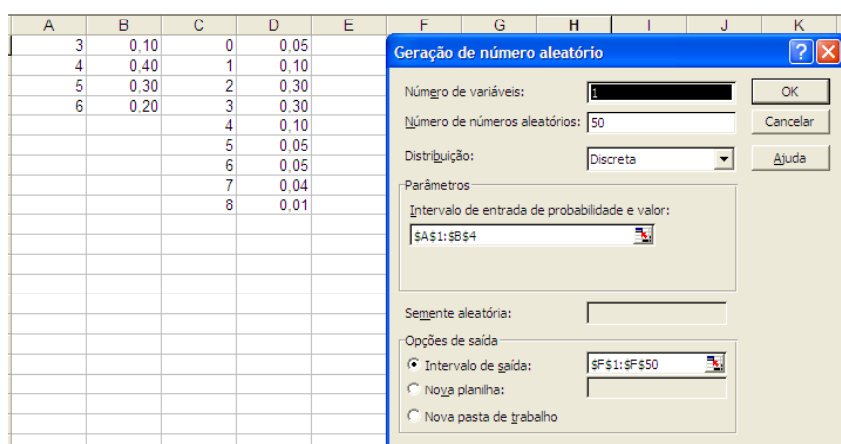 A B C D E F G H I J K
3 0,10 0 0,05
4 0,40 1 0,10
5 0,30 2 0,30
6 0,20 3 0,30
4 0,10
5 0,05
6 0,05
7 0,04
8 0,01
Geração de número aleatório
Número de variáveis: 1
OK
Número de números aleatórios: 50
Cancelar
Distribuição: Discreta
Ajuda
Parâmetros
Intervalo de entrada de probabilidade e valor:
$A$1:$B$4
Semente aleatória:
Opções de saída
Intervalo de saída: $F$1:$F$50
Nova planilha:
Nova pasta de trabalho